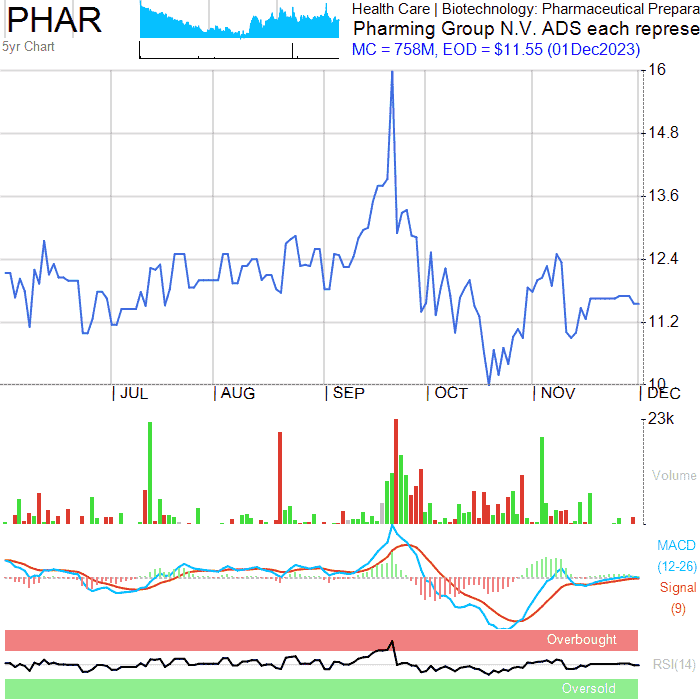 PHAR
5yr Chart
Health Care | Biotechnology: Pharmaceutical Prepara
Pharming Group N.V. ADS each represe
MC = 758M, EOD = $11.55 (01Dec2023)
16
14.8
13.6
12.4
11.2
10
JUL AUG SEP OCT NOV DEC
23k
Volume
MACD
(12-26)
Signal
(9)
Overbought
RSI(14)
Oversold